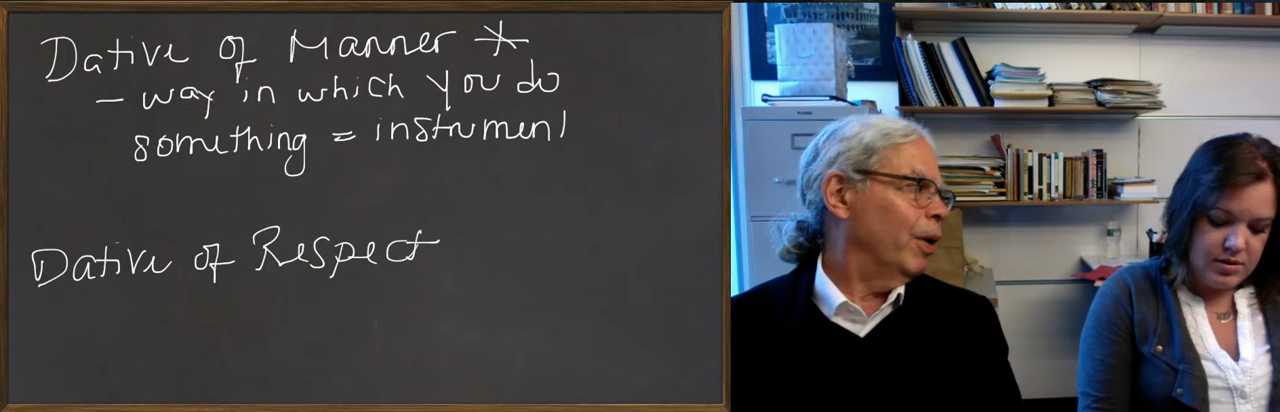 Dative of Manner *
- way in which you do
something = instrument
Dative of Respect